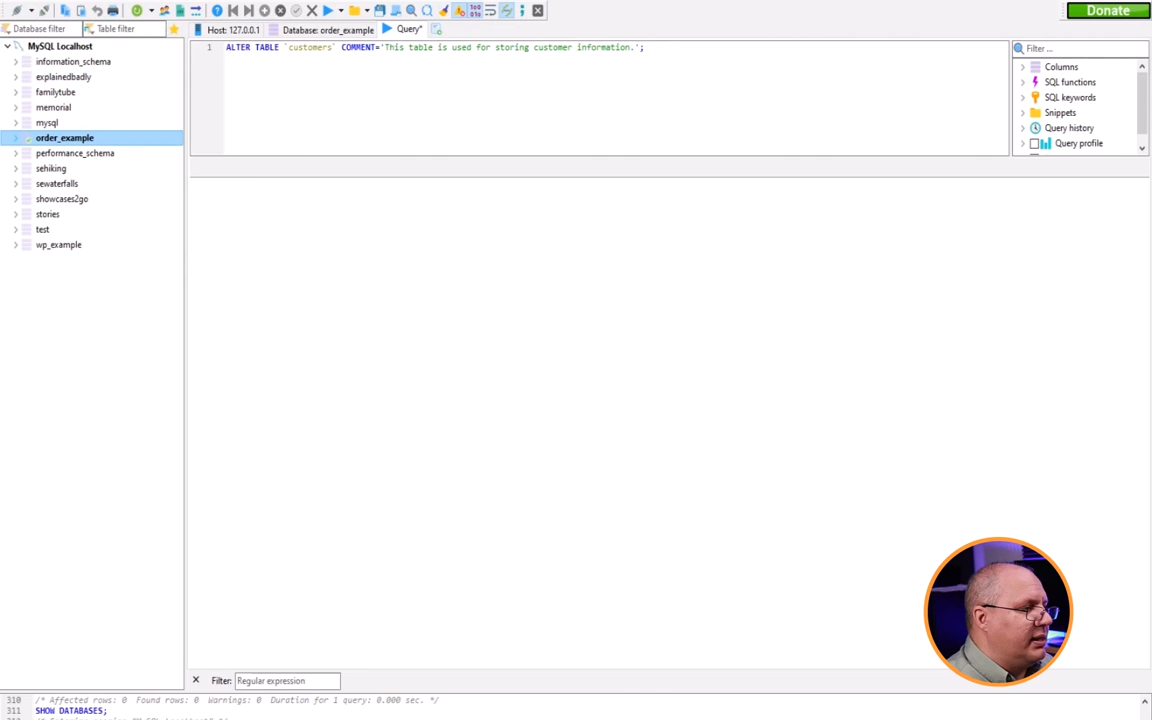 Donate
Database filter
Table filter
Host: 127.0.0.1
Database: order_example
Query*
MySQL Localhost
information_schema
explainedbadly
familytube
memorial
mysql
order_example
performance_schema
sehiking
sewaterfalls
showcases2go
stories
test
wp_example
1 ALTER TABLE `customers` COMMENT='This table is used for storing customer information.';
Filter ...
Columns
SQL functions
SQL keywords
Snippets
Query history
Query profile
Filter: Regular expression
310 /* Affected rows: 0 Found rows: 0 Warnings: 0 Duration for 1 query: 0.000 sec. */
311 SHOW DATABASES;